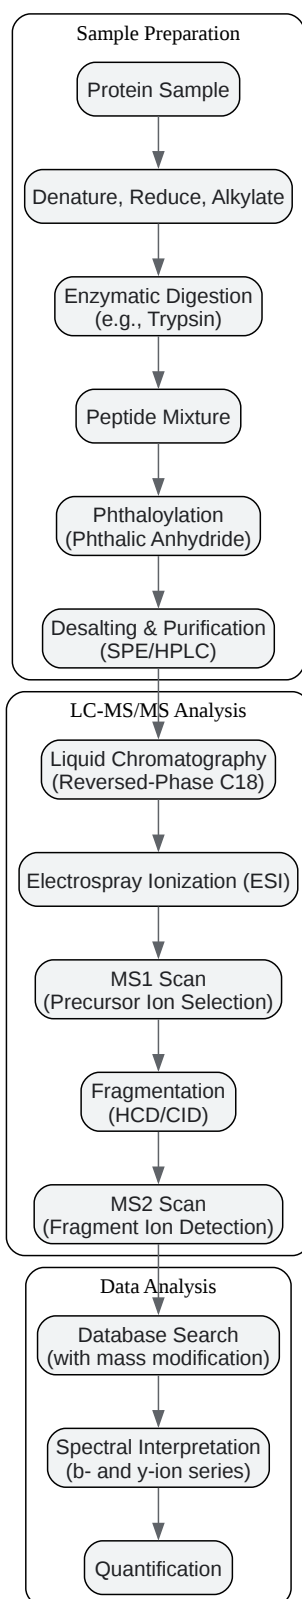 Sample Preparation
Protein Sample
Denature, Reduce, Alkylate
Enzymatic Digestion
(e.g., Trypsin)
Peptide Mixture
Phthaloylation
(Phthalic Anhydride)
Desalting & Purification
(SPE/HPLC)
LC-MS/MS Analysis
Liquid Chromatography
(Reversed-Phase C18)
Electrospray Ionization (ESI)
MS1 Scan
(Precursor Ion Selection)
Fragmentation
(HCD/CID)
MS2 Scan
(Fragment Ion Detection)
Data Analysis
Database Search
(with mass modification)
Spectral Interpretation
(b- and y-ion series)
Quantification